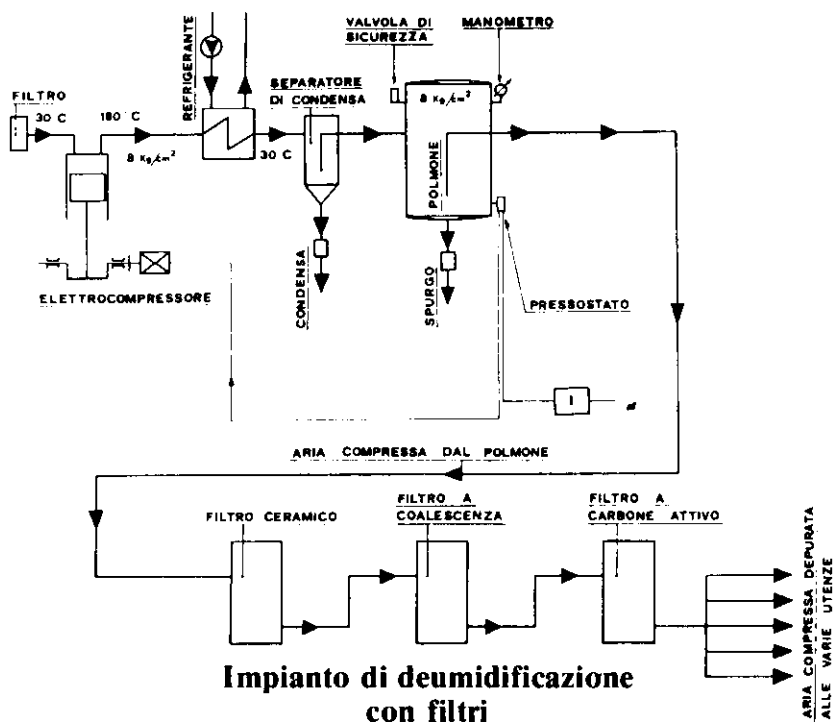 VALVOLA DI
SICUREZZA
MANOMETRO
REFRIGERANTE
FILTRO
30 C
180 C
8 Kg/cm²
SEPARATORE
DI CONDENSA
30 C
8 Kg/cm²
POLMONE
ELETTROCOMPRESSORE
CONDENSA
SPURGO
PRESSOSTATO
I
ARIA COMPRESSA DAL POLMONE
FILTRO CERAMICO
FILTRO A
COALESCENZA
FILTRO A
CARBONE ATTIVO
ARIA COMPRESSA DEPURATA
ALLE VARIE UTENZE
Impianto di deumidificazione
con filtri